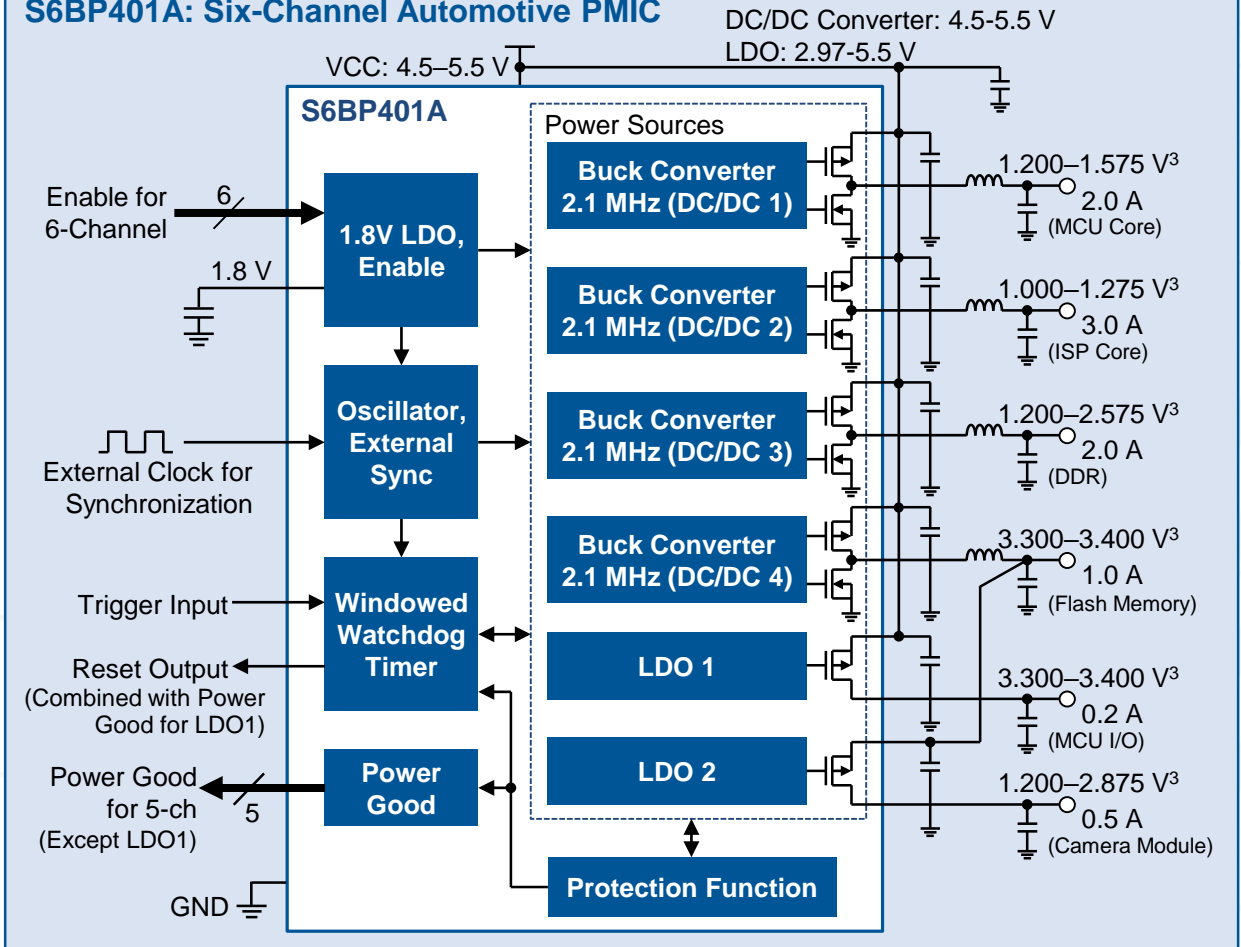 S6BP401A: Six-Channel Automotive PMIC
DC/DC Converter: 4.5-5.5 V
LDO: 2.97-5.5 V
VCC: 4.5–5.5 V
S6BP401A
Power Sources
Enable for
6-Channel
6
1.8V LDO,
Enable
1.8 V
Oscillator,
External
Sync
External Clock for
Synchronization
Trigger Input
Windowed
Watchdog
Timer
Reset Output
(Combined with Power
Good for LDO1)
Power Good
for 5-ch
(Except LDO1)
5
Power
Good
GND
Buck Converter
2.1 MHz (DC/DC 1)
1.200–1.575 V³
2.0 A
(MCU Core)
Buck Converter
2.1 MHz (DC/DC 2)
1.000–1.275 V³
3.0 A
(ISP Core)
Buck Converter
2.1 MHz (DC/DC 3)
1.200–2.575 V³
2.0 A
(DDR)
Buck Converter
2.1 MHz (DC/DC 4)
3.300–3.400 V³
1.0 A
(Flash Memory)
LDO 1
3.300–3.400 V³
0.2 A
(MCU I/O)
LDO 2
1.200–2.875 V³
0.5 A
(Camera Module)
Protection Function